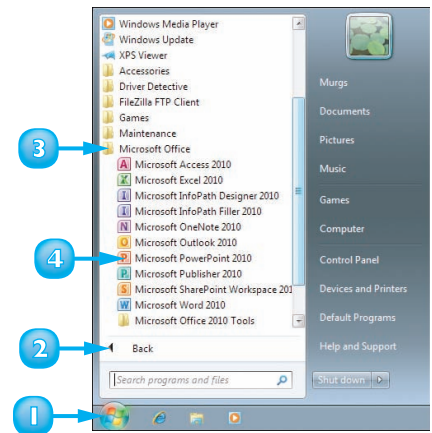 Windows Media Player
Windows Update
XPS Viewer
Accessories
Driver Detective
FileZilla FTP Client
Games
Maintenance
3
Microsoft Office
A Microsoft Access 2010
X Microsoft Excel 2010
I Microsoft InfoPath Designer 2010
I Microsoft InfoPath Filler 2010
N Microsoft OneNote 2010
O Microsoft Outlook 2010
4
P Microsoft PowerPoint 2010
P Microsoft Publisher 2010
S Microsoft SharePoint Workspace 201
W Microsoft Word 2010
Microsoft Office 2010 Tools
2
Back
Search programs and files
1
Murgs
Documents
Pictures
Music
Games
Computer
Control Panel
Devices and Printers
Default Programs
Help and Support
Shut down